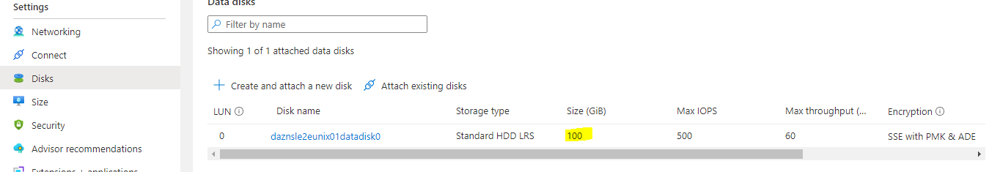 Settings
Networking
Connect
Disks
Size
Security
Advisor recommendations
Extensions + applications
Data disks
Filter by name
Showing 1 of 1 attached data disks
Create and attach a new disk Attach existing disks
LUN Disk name Storage type Size (GiB) Max IOPS Max throughput (... Encryption
0 daznsle2eunix01datadisk0 Standard HDD LRS 100 500 60 SSE with PMK & ADE